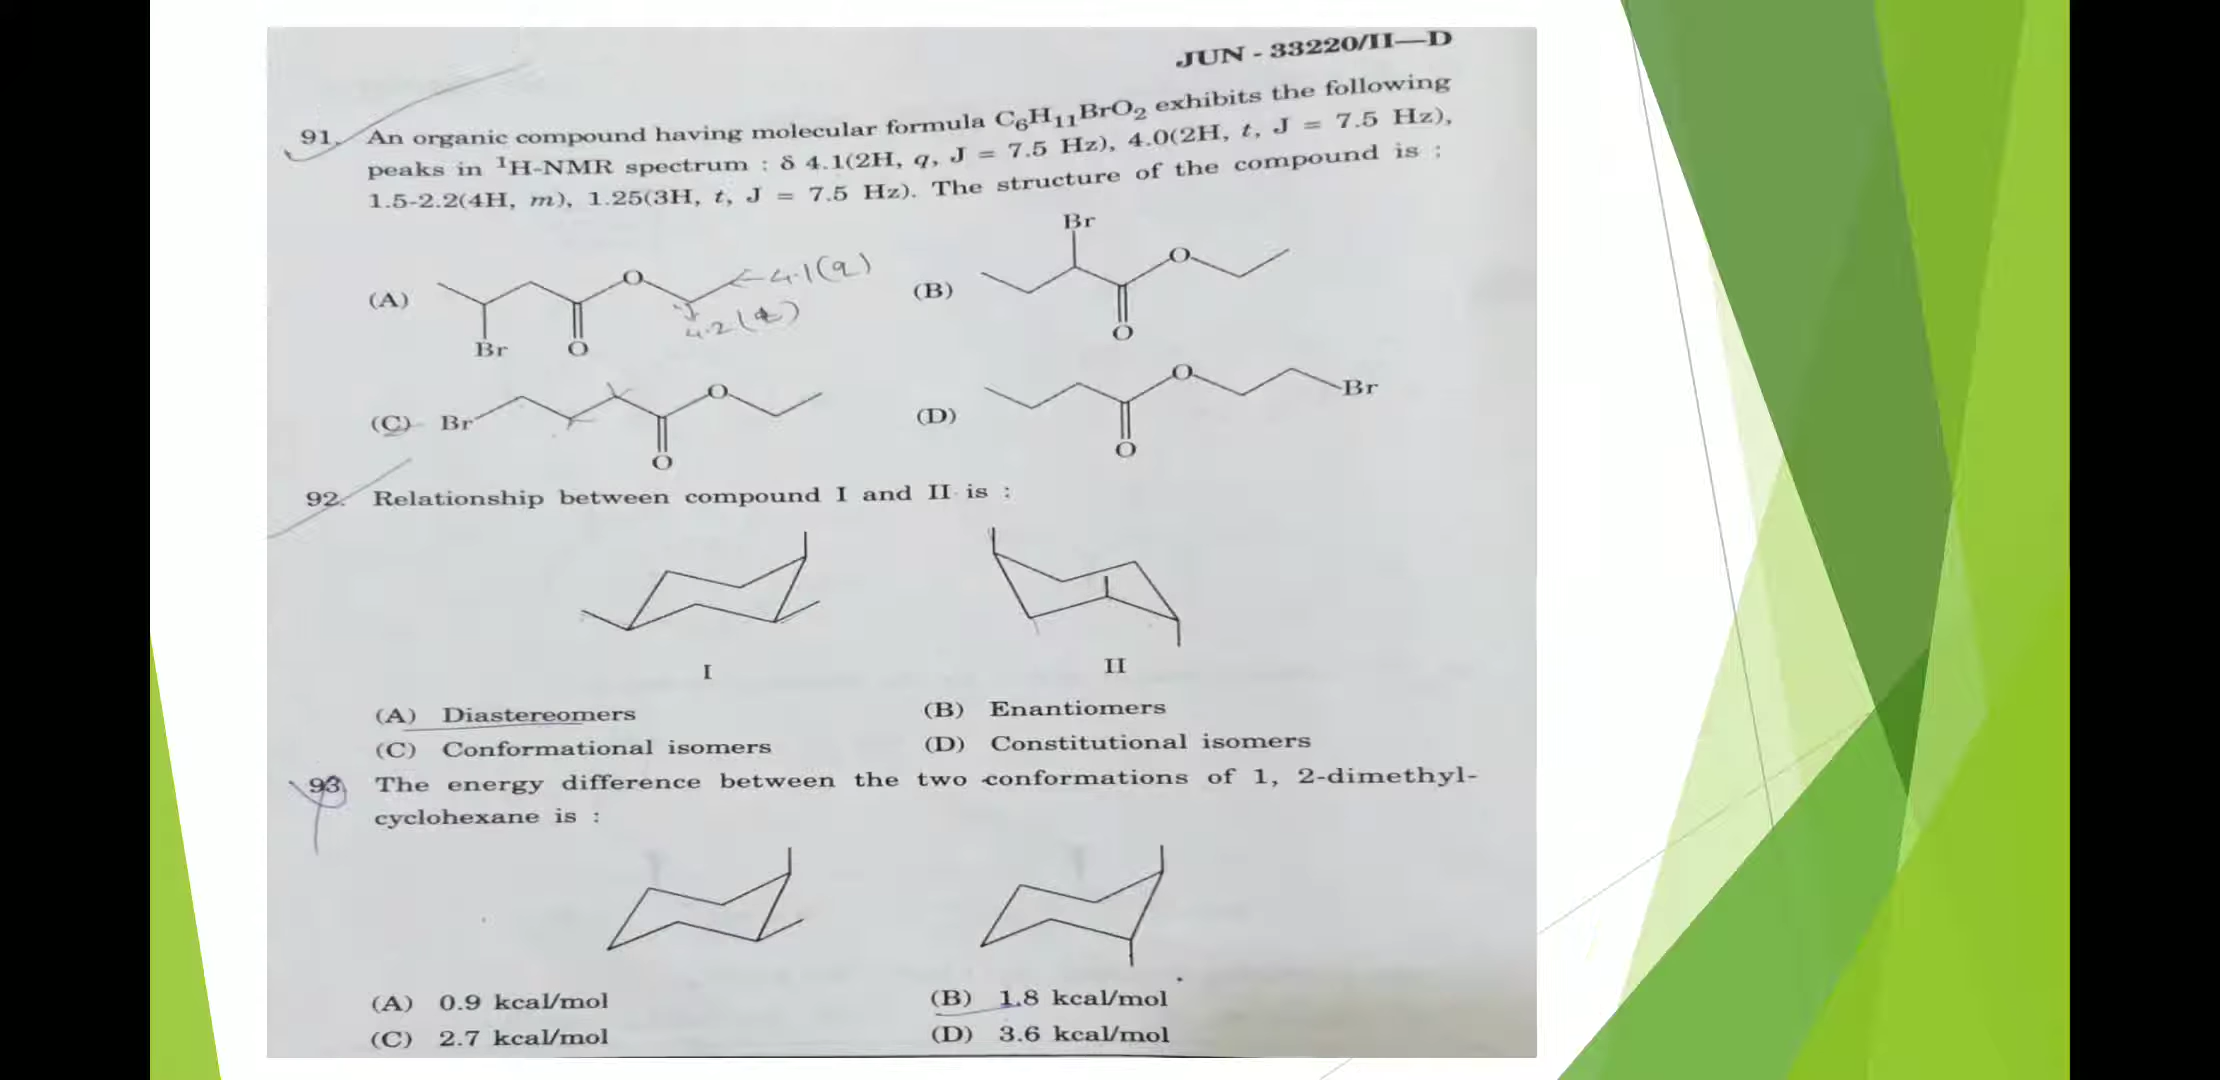 JUN - 33220/II—D
91. An organic compound having molecular formula C₆H₁₁BrO₂ exhibits the following
peaks in ¹H-NMR spectrum : δ 4.1(2H, q, J = 7.5 Hz), 4.0(2H, t, J = 7.5 Hz),
1.5-2.2(4H, m), 1.25(3H, t, J = 7.5 Hz). The structure of the compound is :
(A) Br O O
4.1(q)
4.2(t)
(B) Br O O
(C) Br O O
(D) O O Br
92. Relationship between compound I and II is :
I II
(A) Diastereomers (B) Enantiomers
(C) Conformational isomers (D) Constitutional isomers
93. The energy difference between the two conformations of 1, 2-dimethyl-
cyclohexane is :
(A) 0.9 kcal/mol (B) 1.8 kcal/mol
(C) 2.7 kcal/mol (D) 3.6 kcal/mol